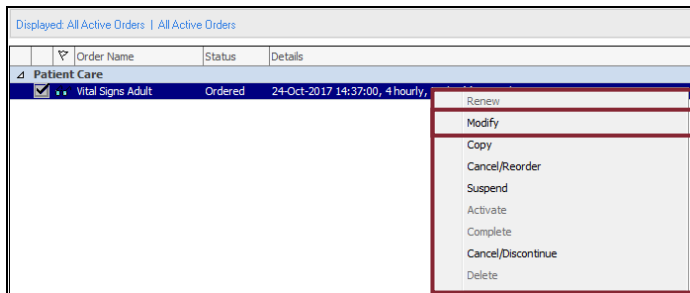 Displayed: All Active Orders | All Active Orders
Order Name Status Details
Patient Care
Vital Signs Adult Ordered 24-Oct-2017 14:37:00, 4 hourly,
Renew
Modify
Copy
Cancel/Reorder
Suspend
Activate
Complete
Cancel/Discontinue
Delete